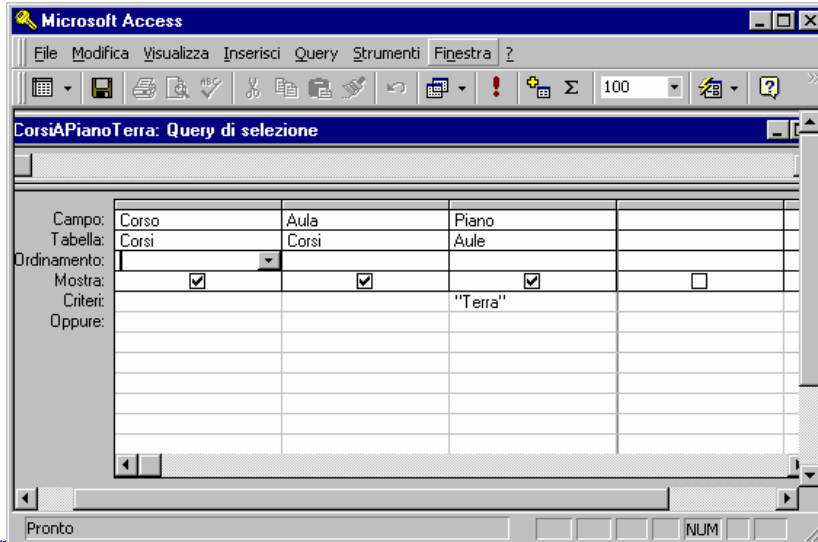 Microsoft Access
File Modifica Visualizza Inserisci Query Strumenti Finestra ?
ABC Σ 100
CorsiAPianoTerra: Query di selezione
Campo: Corso Aula Piano
Tabella: Corsi Corsi Aule
Ordinamento:
Mostra:
Criteri: "Terra"
Oppure:
Pronto NUM